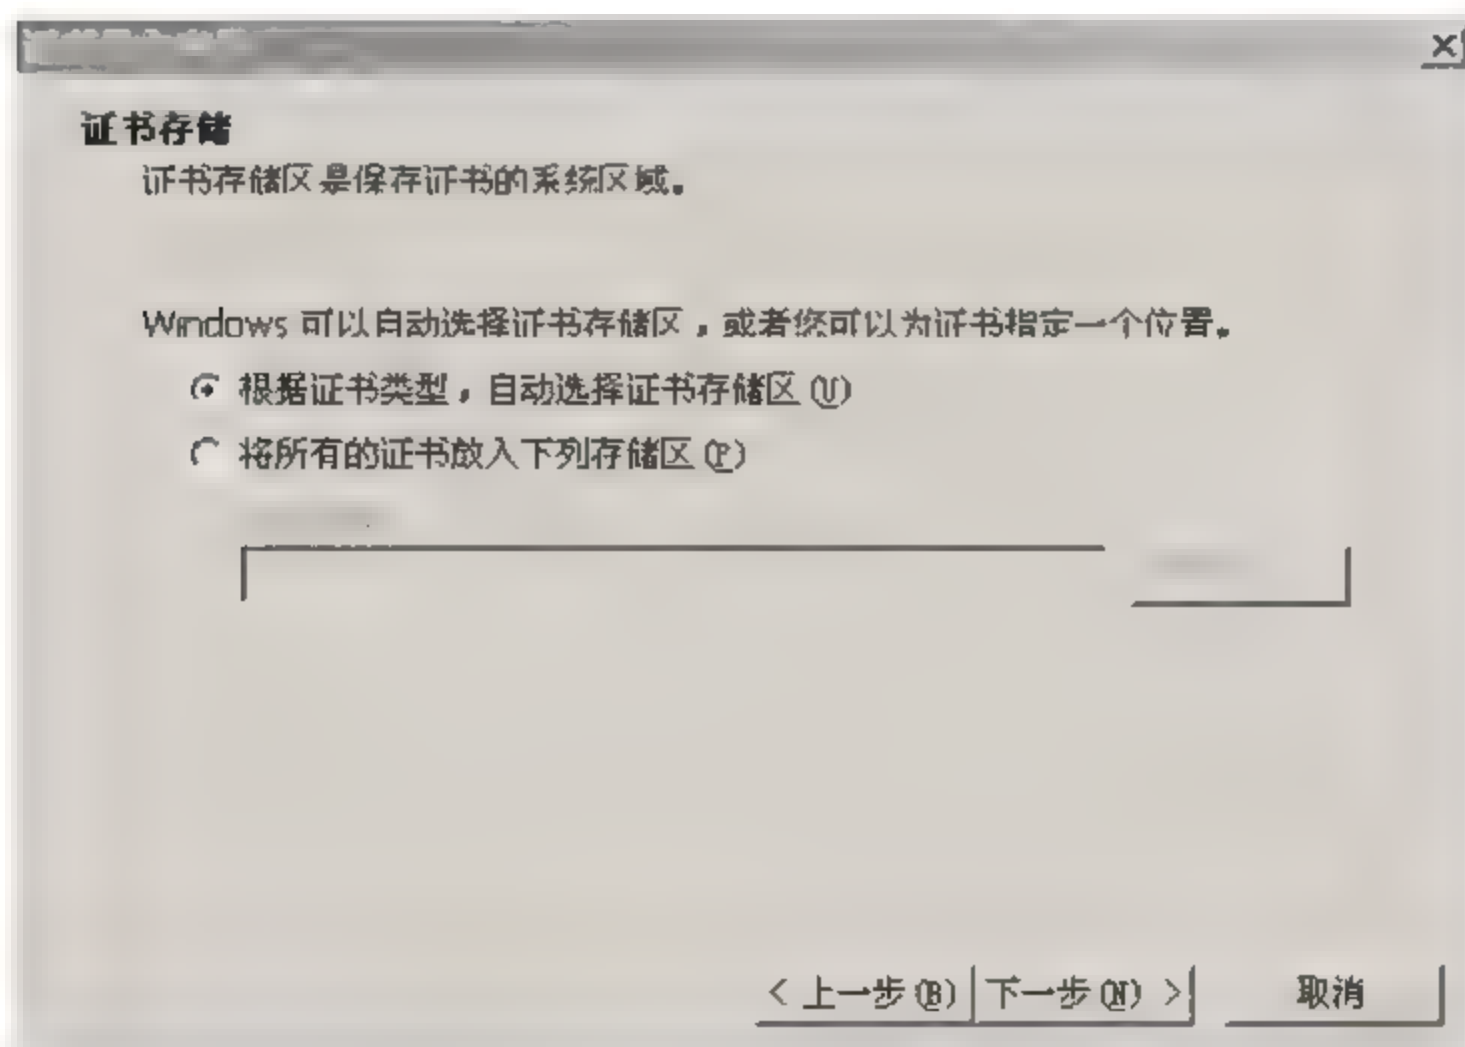 证书存储
证书存储区是保存证书的系统区域。
Windows 可以自动选择证书存储区，或者您可以为证书指定一个位置。
根据证书类型，自动选择证书存储区(U)
将所有的证书放入下列存储区(P)
< 上一步(B) 下一步(N) > 取消